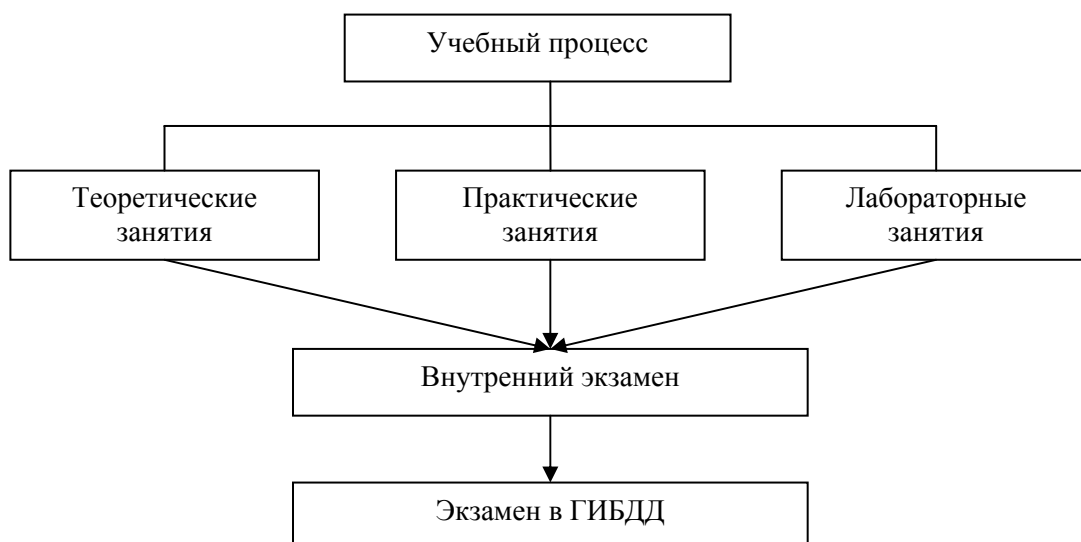 Учебный процесс
Теоретические
занятия
Практические
занятия
Лабораторные
занятия
Внутренний экзамен
Экзамен в ГИБДД